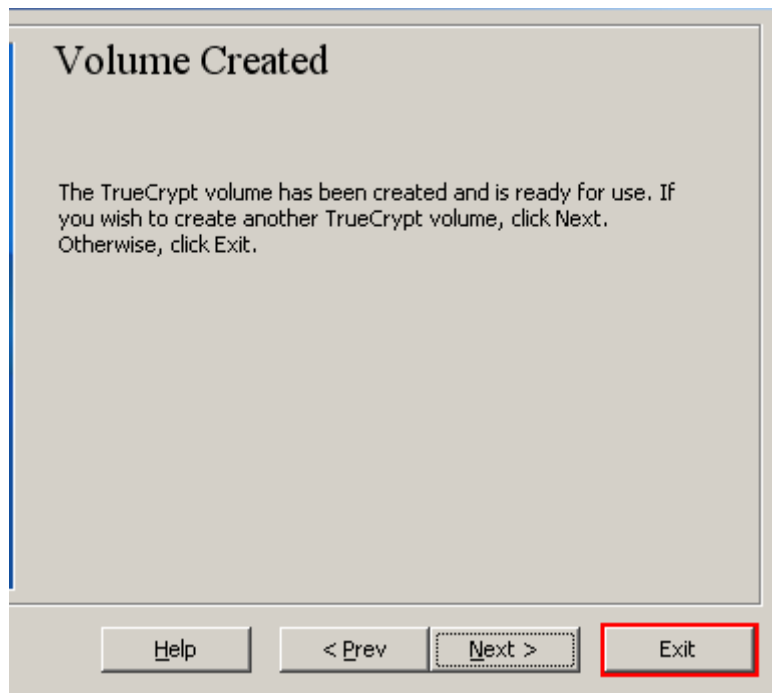 Volume Created
The TrueCrypt volume has been created and is ready for use. If
you wish to create another TrueCrypt volume, click Next.
Otherwise, click Exit.
Help
< Prev
Next >
Exit